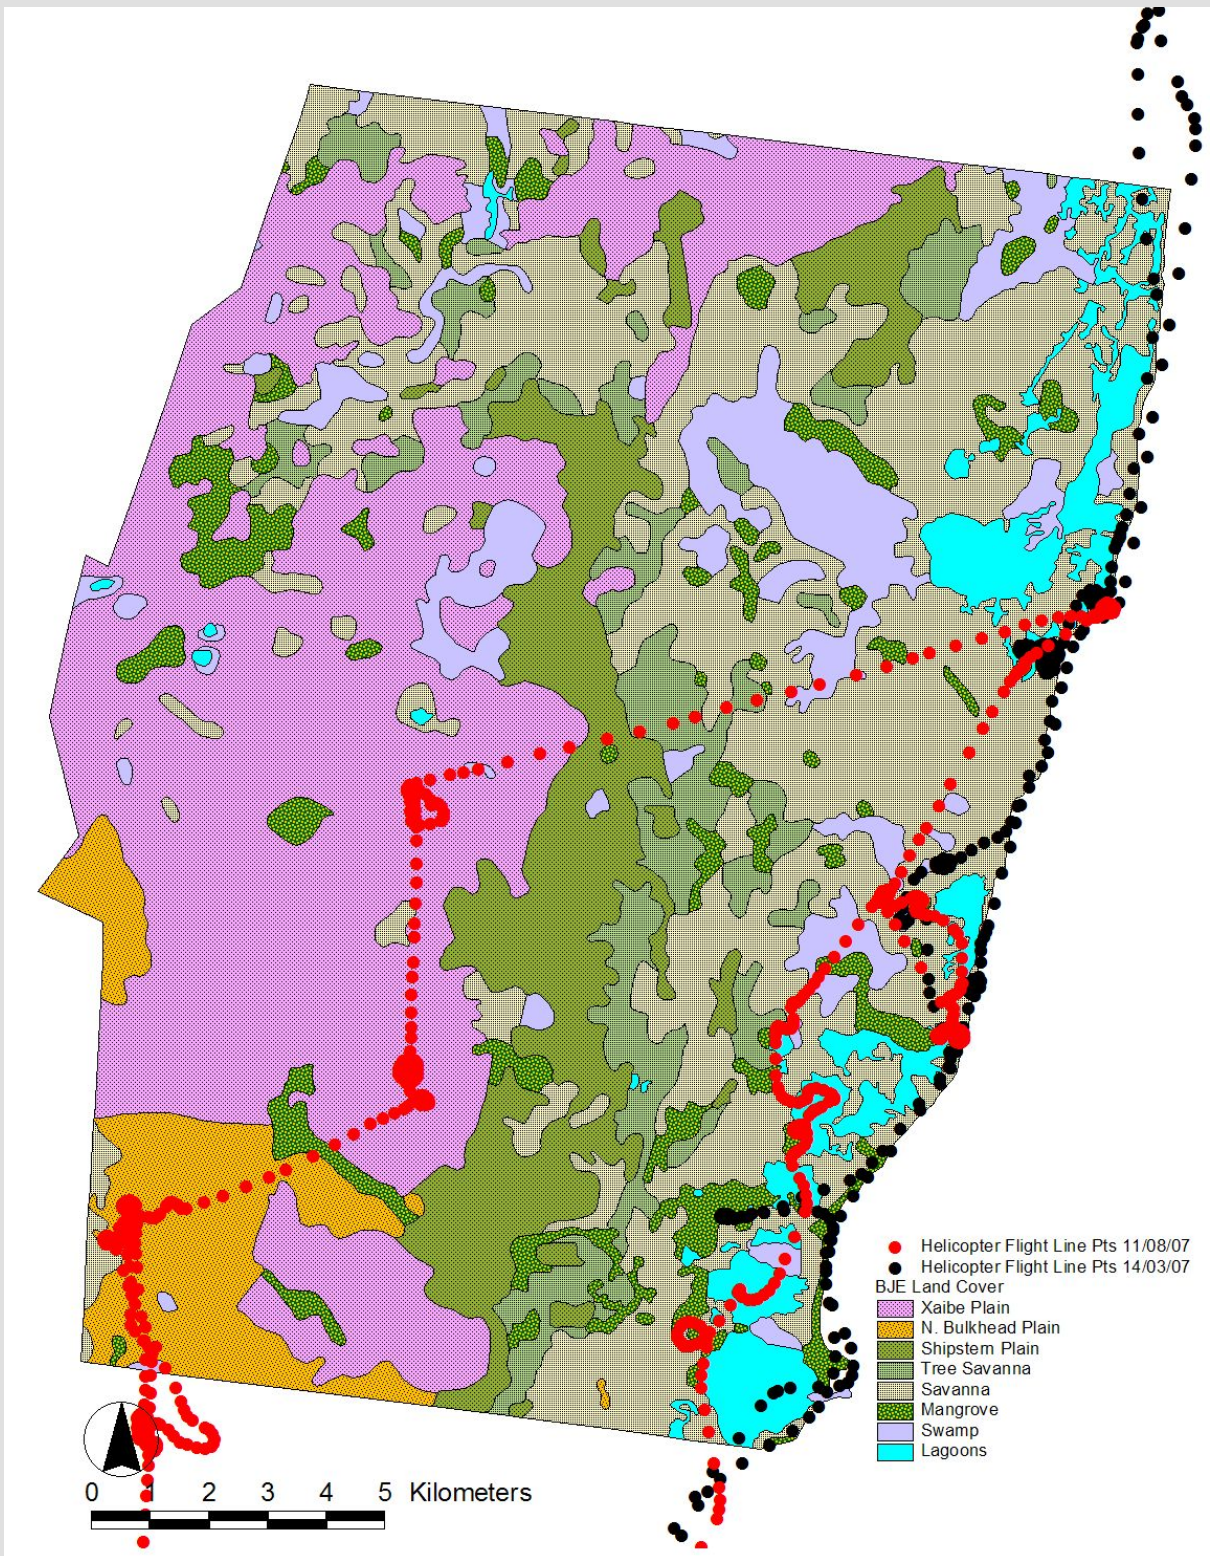 Helicopter Flight Line Pts 11/08/07
Helicopter Flight Line Pts 14/03/07
BJE Land Cover
Xaibe Plain
N. Bulkhead Plain
Shipstern Plain
Tree Savanna
Savanna
Mangrove
Swamp
Lagoons
0 1 2 3 4 5 Kilometers